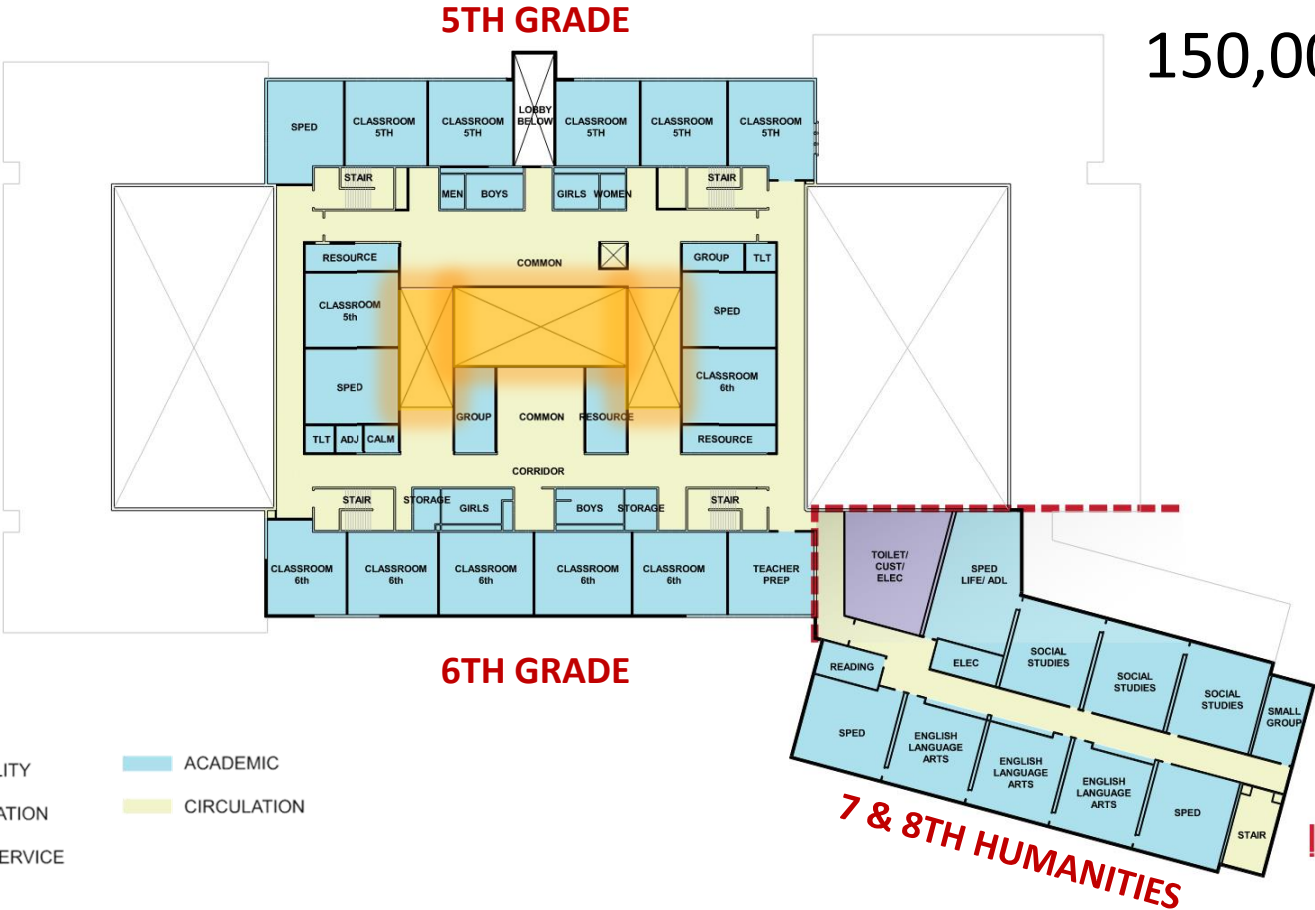 5TH GRADE
150,00
LOBBY
BELOW
SPED
CLASSROOM
5TH
CLASSROOM
5TH
CLASSROOM
5TH
CLASSROOM
5TH
CLASSROOM
5TH
STAIR
MEN
BOYS
GIRLS
WOMEN
STAIR
RESOURCE
COMMON
GROUP
TLT
CLASSROOM
5th
SPED
SPED
CLASSROOM
6th
GROUP
COMMON
RESOURCE
TLT
ADJ
CALM
RESOURCE
CORRIDOR
STAIR
STORAGE
GIRLS
BOYS
STORAGE
STAIR
CLASSROOM
6th
CLASSROOM
6th
CLASSROOM
6th
CLASSROOM
6th
CLASSROOM
6th
TEACHER
PREP
TOILET/
CUST/
ELEC
SPED
LIFE/ ADL
6TH GRADE
READING
ELEC
SOCIAL
STUDIES
SOCIAL
STUDIES
SOCIAL
STUDIES
SMALL
GROUP
SPED
ENGLISH
LANGUAGE
ARTS
ENGLISH
LANGUAGE
ARTS
ENGLISH
LANGUAGE
ARTS
SPED
STAIR
7 & 8TH HUMANITIES
LITY
ACADEMIC
ATION
CIRCULATION
ERVICE